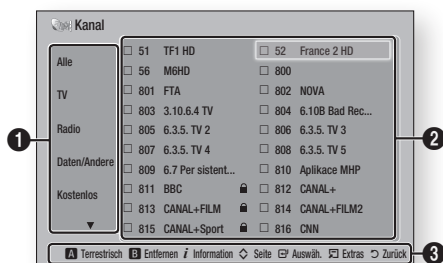 Kanal
Alle
TV
Radio
Daten/Andere
Kostenlos
▼
51 TF1 HD 52 France 2 HD
56 M6HD 800
801 FTA 802 NOVA
803 3.10.6.4 TV 804 6.10B Bad Rec...
805 6.3.5. TV 2 806 6.3.5. TV 3
807 6.3.5. TV 4 808 6.3.5. TV 5
809 6.7 Per sistent... 810 Aplikace MHP
811 BBC 812 CANAL+
813 CANAL+FILM 814 CANAL+FILM2
815 CANAL+Sport 816 CNN
A Terrestrisch B Entfernen i Information Seite Auswäh. Extras Zurück
1
2
3